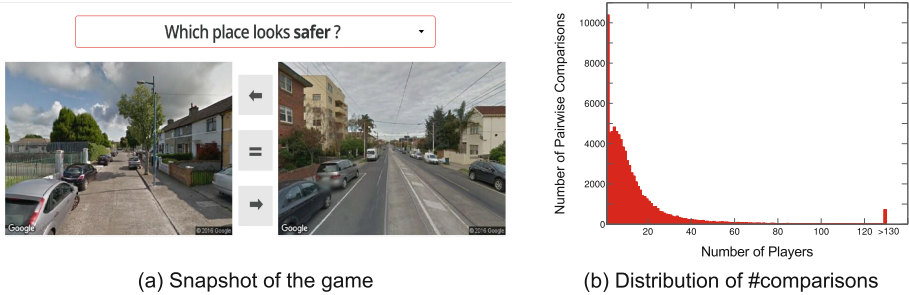 Which place looks safer ?
Google
© 2016 Google
Google
© 2016 Google
(a) Snapshot of the game
Number of Pairwise Comparisons
10000
8000
6000
4000
2000
0
20
40
60
80
100
120
>130
Number of Players
(b) Distribution of #comparisons